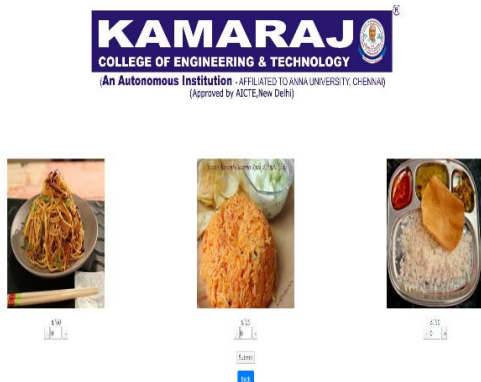 KAMARAJ
®
COLLEGE OF ENGINEERING & TECHNOLOGY
(An Autonomous Institution - AFFILIATED TO ANNA UNIVERSITY, CHENNAI)
(Approved by AICTE,New Delhi)
- 0 +
Submit
Back